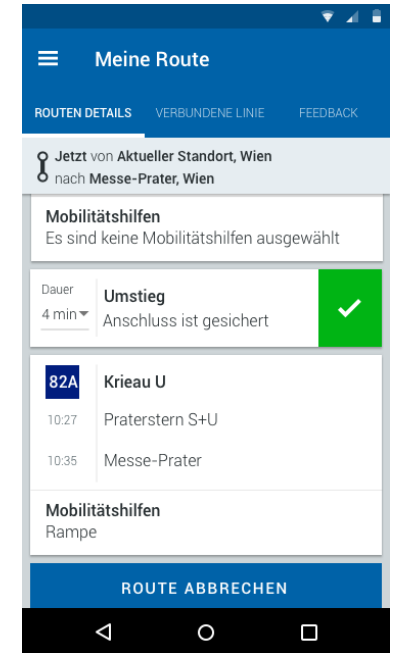 Meine Route
ROUTEN DETAILS VERBUNDENE LINIE FEEDBACK
Jetzt von Aktueller Standort, Wien
nach Messe-Prater, Wien
Mobilitätshilfen
Es sind keine Mobilitätshilfen ausgewählt
Dauer
4 min
Umstieg
Anschluss ist gesichert
82A Krieau U
10:27 Praterstern S+U
10:35 Messe-Prater
Mobilitätshilfen
Rampe
ROUTE ABBRECHEN